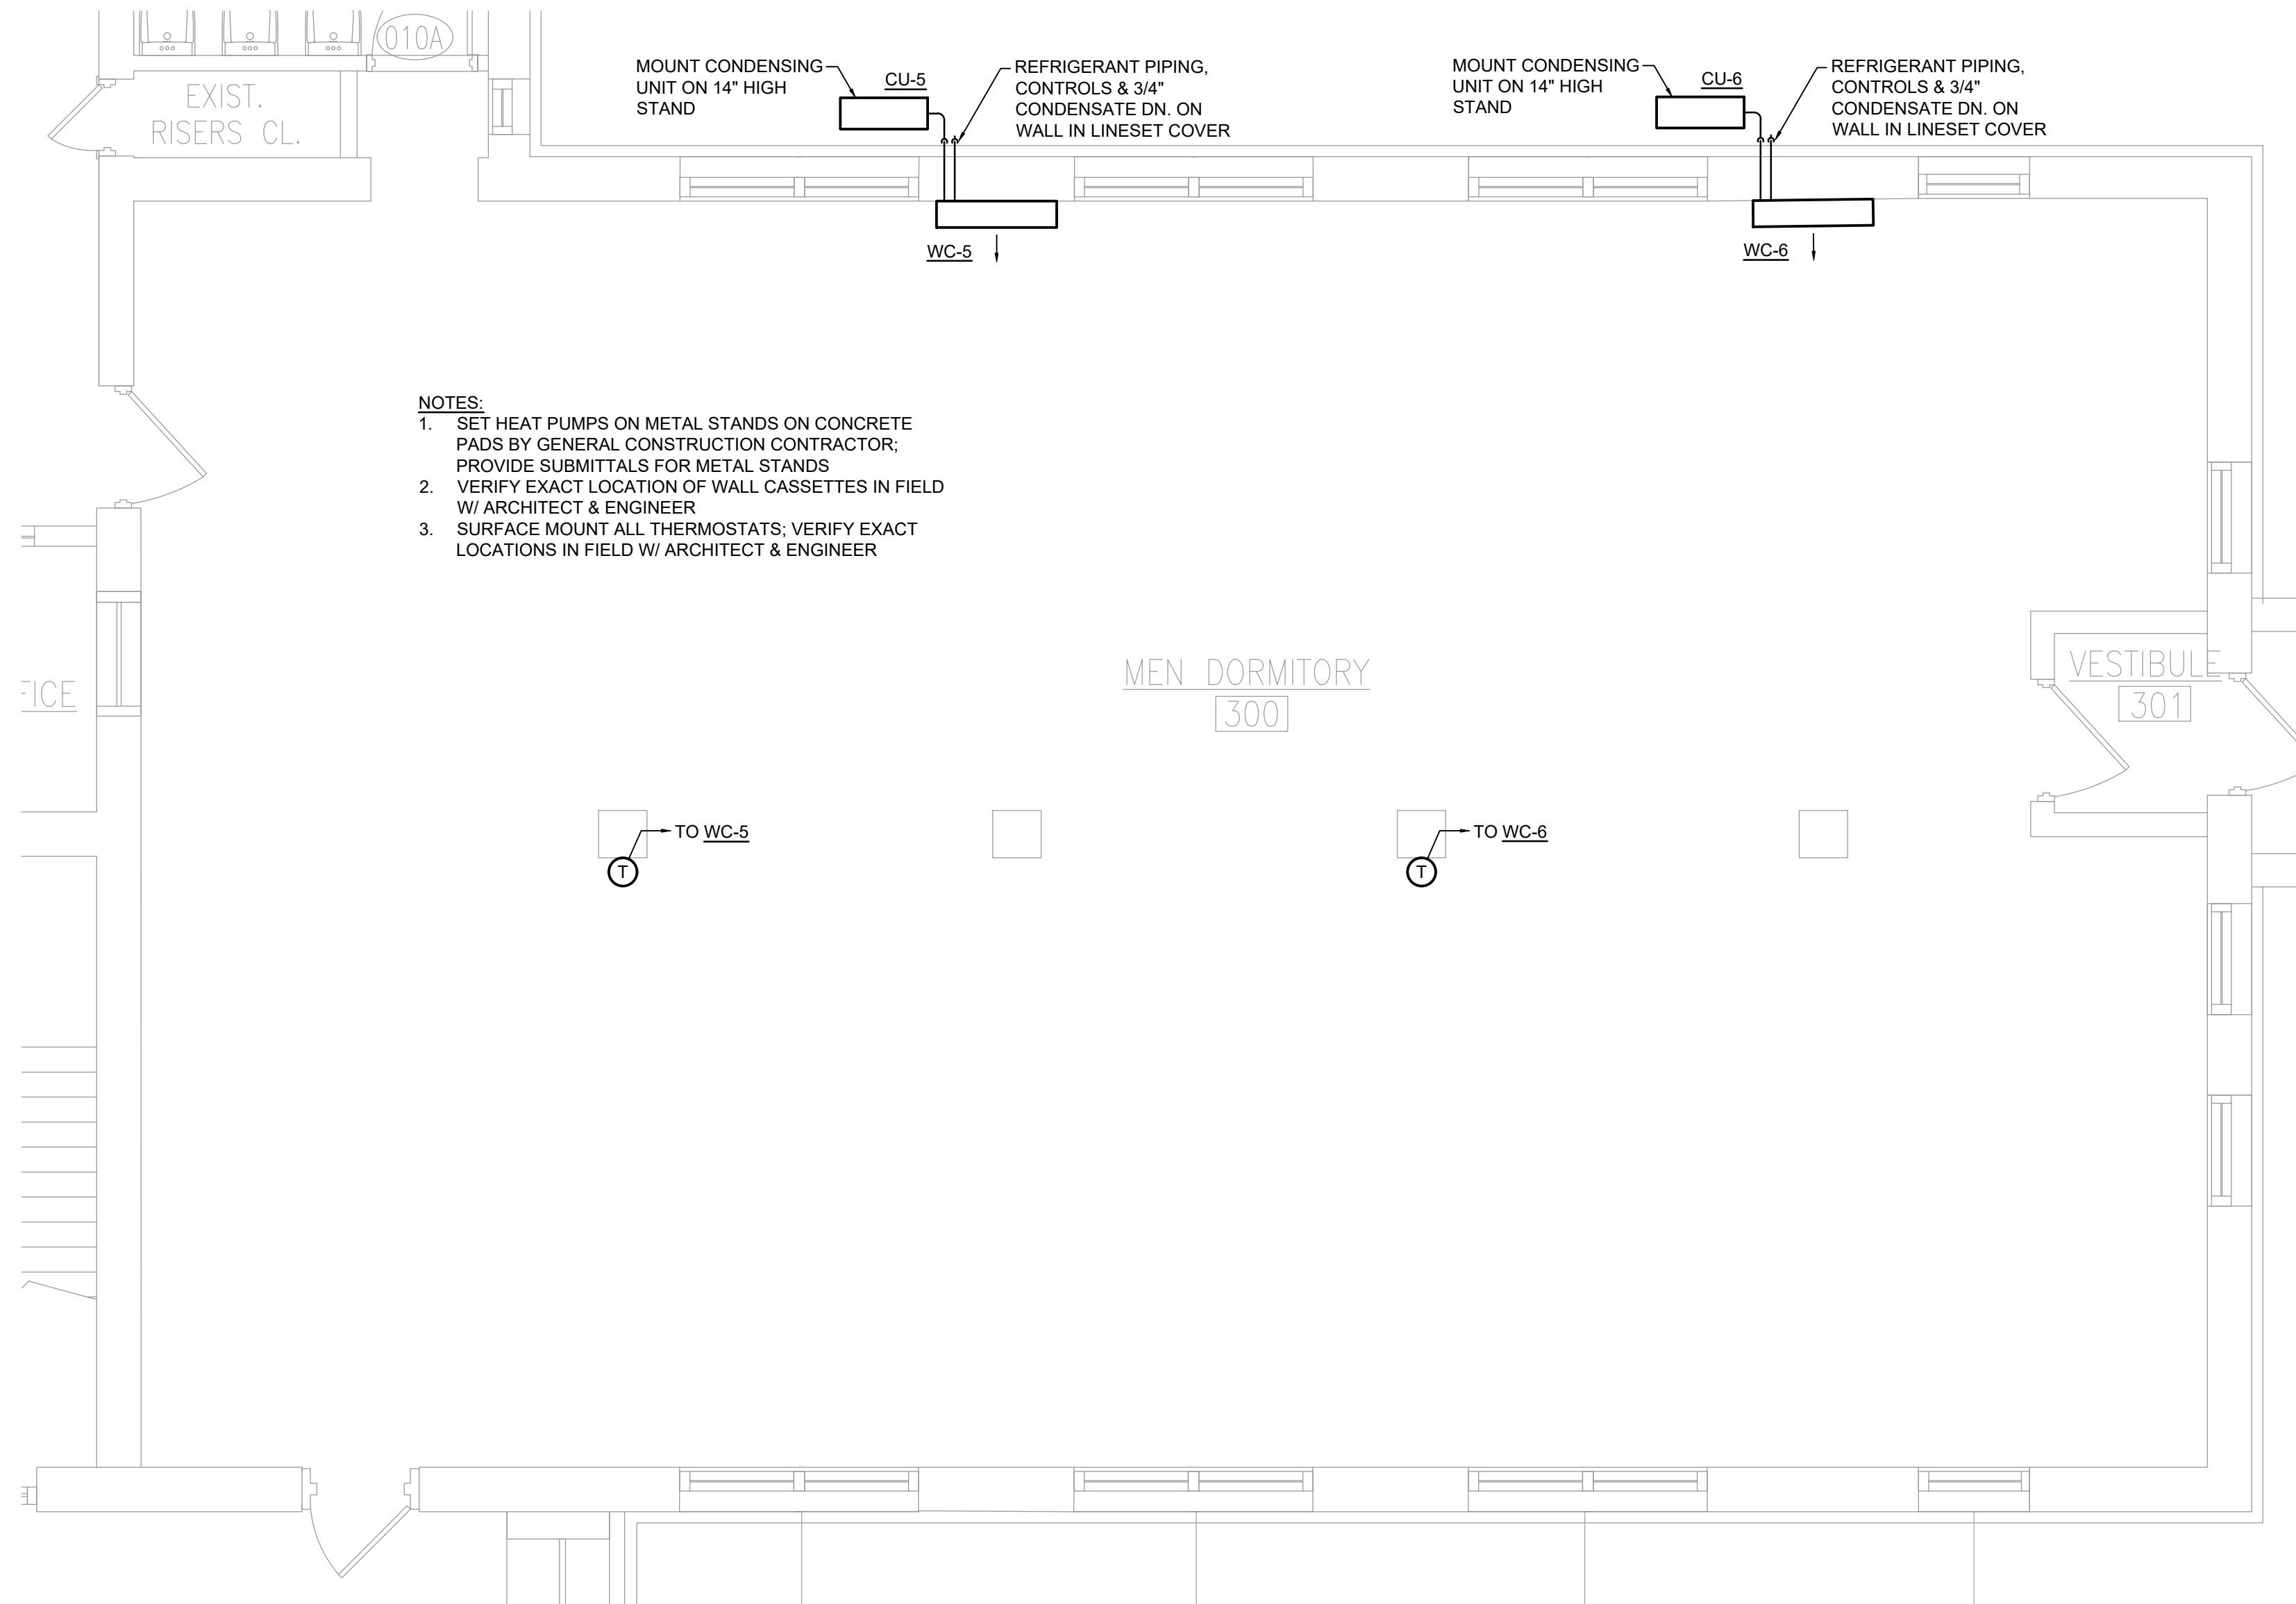 010A
EXIST.
RISERS CL.
MOUNT CONDENSING
UNIT ON 14" HIGH
STAND
CU-5
REFRIGERANT PIPING,
CONTROLS & 3/4"
CONDENSATE DN. ON
WALL IN LINESET COVER
MOUNT CONDENSING
UNIT ON 14" HIGH
STAND
CU-6
REFRIGERANT PIPING,
CONTROLS & 3/4"
CONDENSATE DN. ON
WALL IN LINESET COVER
WC-5
WC-6
NOTES:
1. SET HEAT PUMPS ON METAL STANDS ON CONCRETE
PADS BY GENERAL CONSTRUCTION CONTRACTOR;
PROVIDE SUBMITTALS FOR METAL STANDS
2. VERIFY EXACT LOCATION OF WALL CASSETTES IN FIELD
W/ ARCHITECT & ENGINEER
3. SURFACE MOUNT ALL THERMOSTATS; VERIFY EXACT
LOCATIONS IN FIELD W/ ARCHITECT & ENGINEER
FICE
MEN DORMITORY
300
VESTIBULE
301
TO WC-5
T
TO WC-6
T